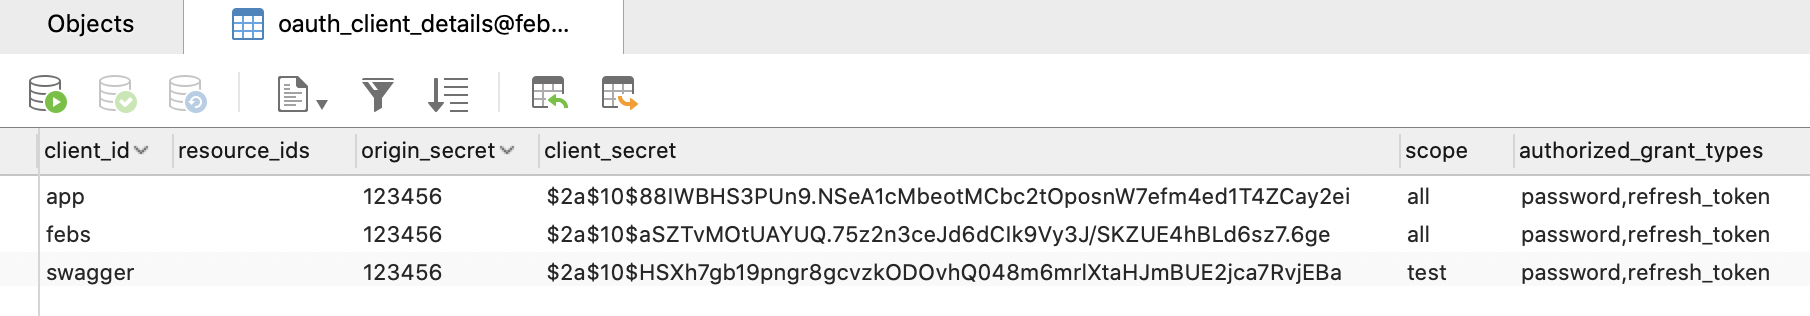 Objects oauth_client_details@feb...
client_id resource_ids origin_secret client_secret scope authorized_grant_types
app 123456 $2a$10$88IWBHS3PUn9.NSeA1cMbeotMCbc2tOposnW7efm4ed1T4ZCay2ei all password,refresh_token
febs 123456 $2a$10$aSZTvMOtUAYUQ.75z2n3ceJd6dCIk9Vy3J/SKZUE4hBLd6sz7.6ge all password,refresh_token
swagger 123456 $2a$10$HSXh7gb19pngr8gcvzkODOvhQ048m6mrlXtaHJmBUE2jca7RvjEBa test password,refresh_token